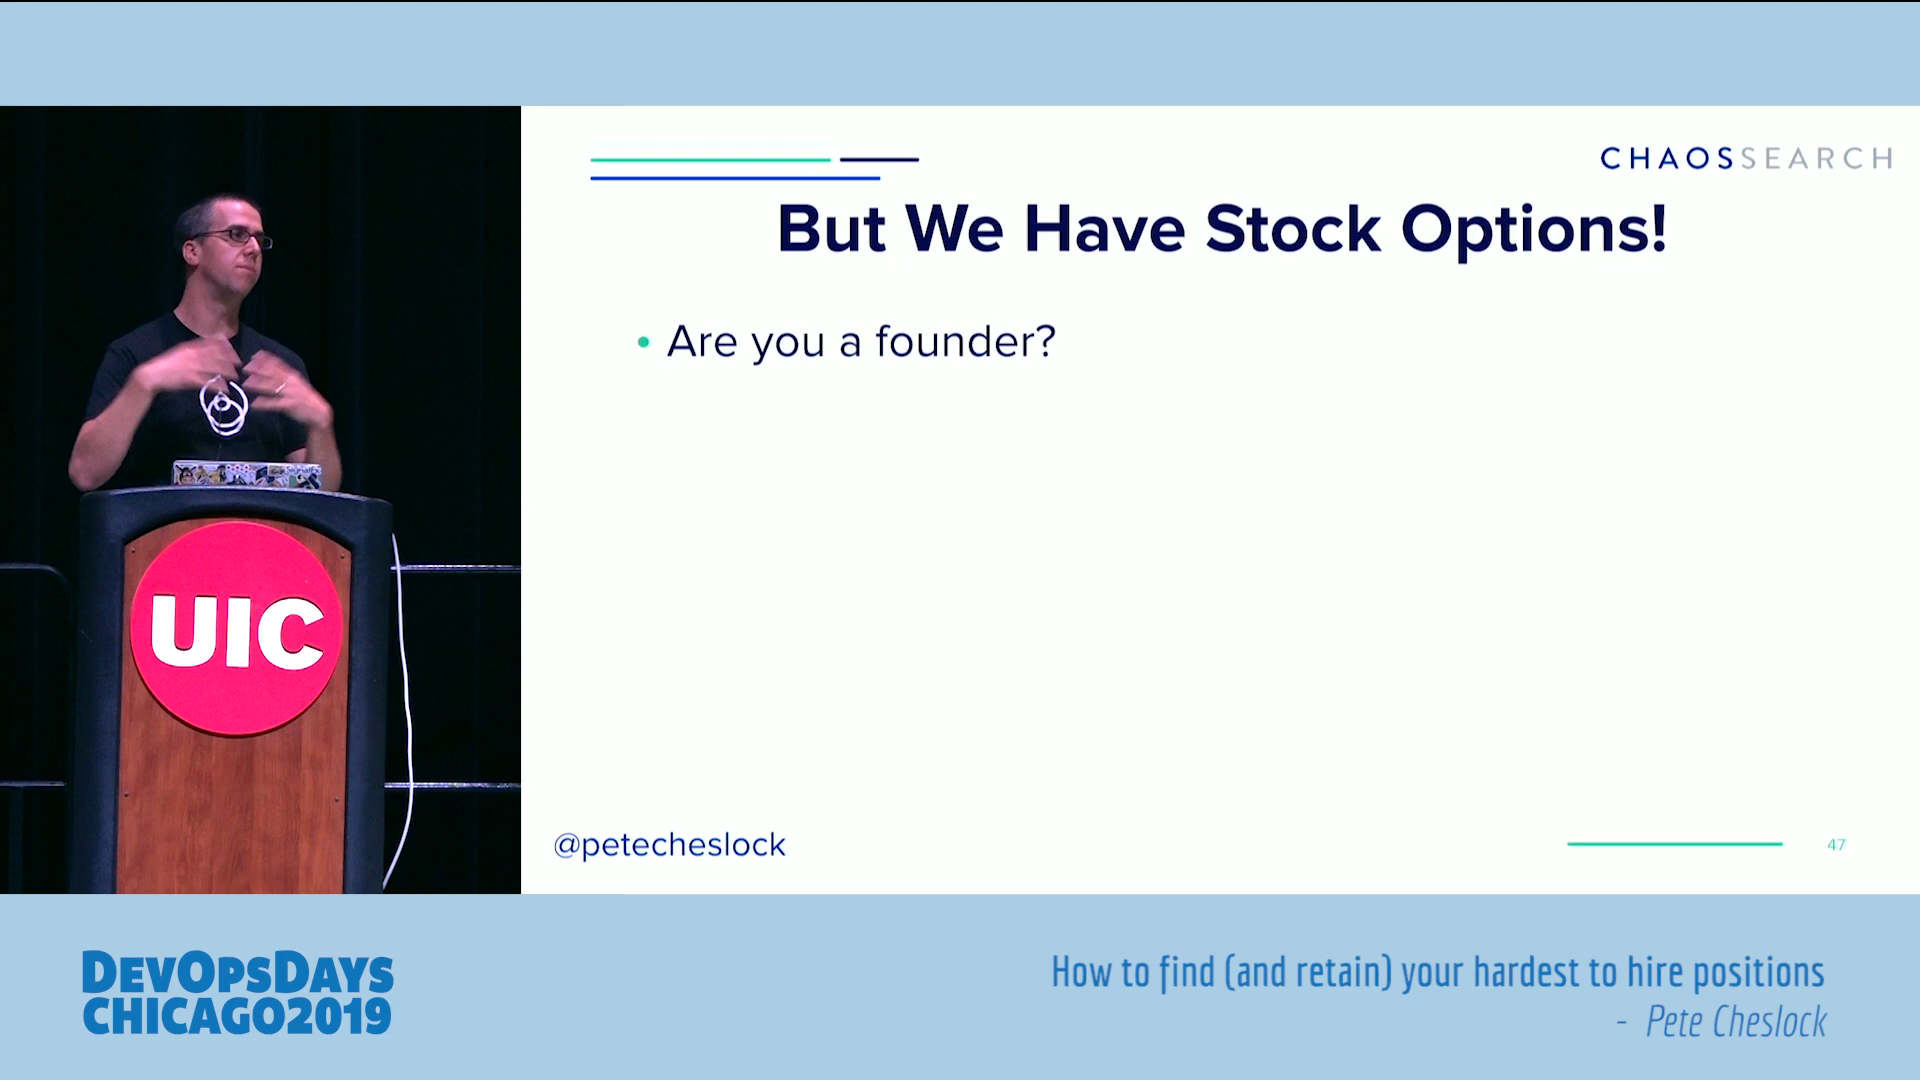 CHAOSSEARCH
But We Have Stock Options!
• Are you a founder?
UIC
@petecheslock
47
DEVOPSDAYS
CHICAGO2019
How to find (and retain) your hardest to hire positions
- Pete Cheslock